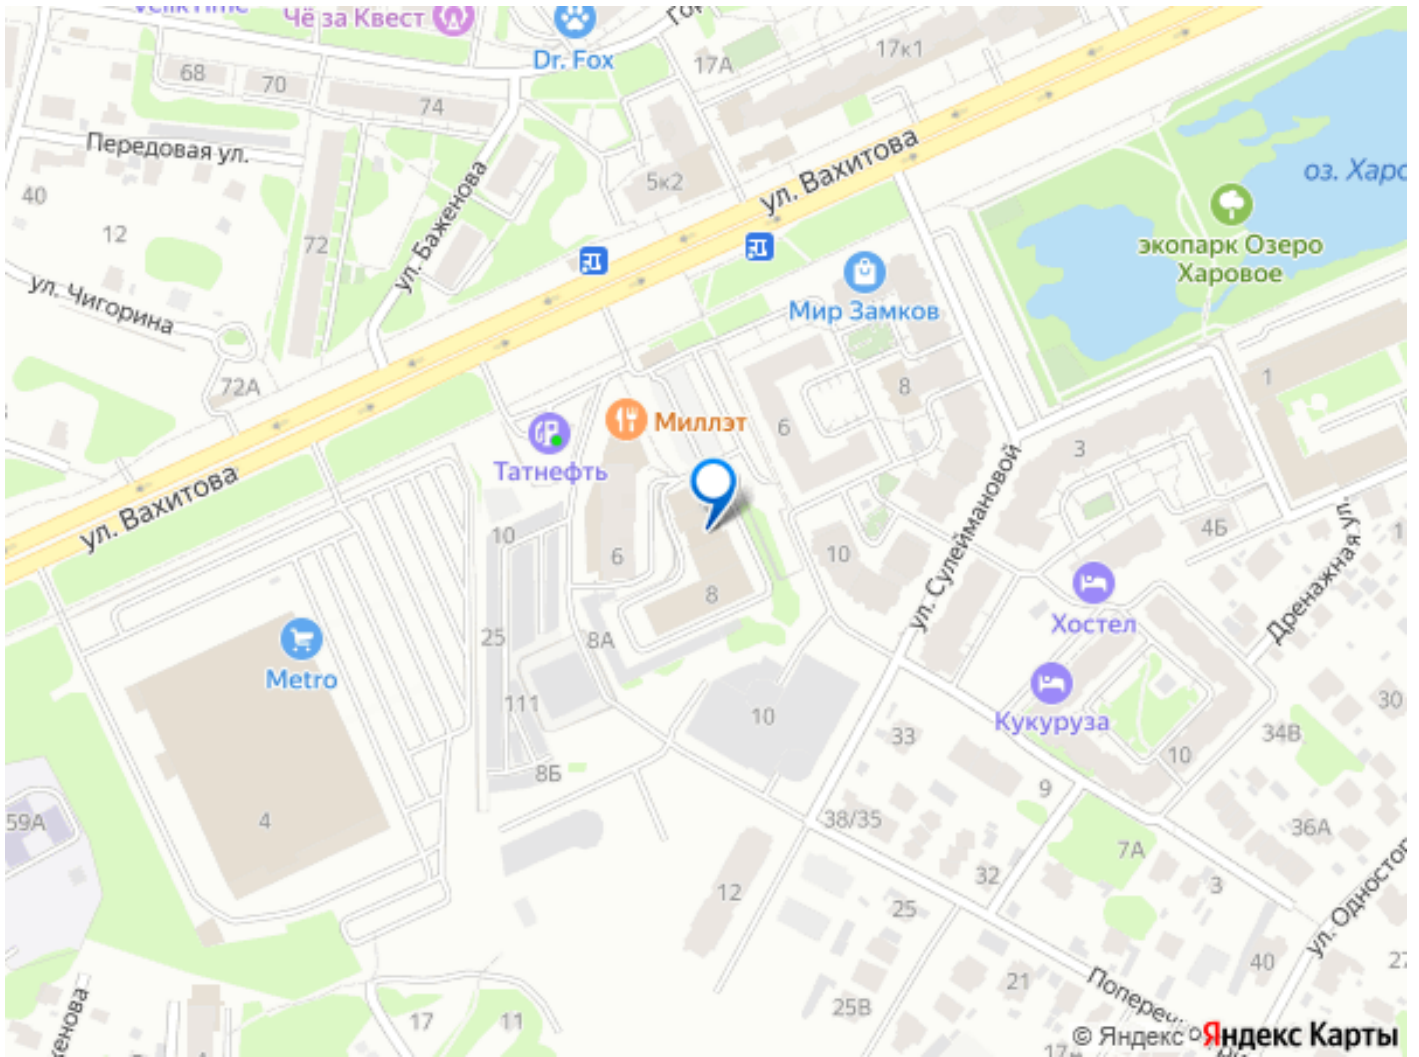 Чё за Квест
Dr. Fox
17А
17к1
68
70
74
Передовая ул.
ул. Баженова
ул. Вахитова
5к2
40
12
72
оз. Харо
экопарк Озеро
Харовое
ул. Чигорина
Мир Замков
72А
8
1
6
Миллэт
Татнефть
3
ул. Сулеймановой
ул. Вахитова
10
6
10
4Б
1
Дренажная ул.
8
Хостел
25
8А
Metro
111
10
Кукуруза
33
30
34В
10
8Б
9
4
59А
38/35
36А
7А
32
3
12
25
ул. Одностор
40
27
21
25В
Попереч
17
11
женова
© Яндекс
Яндекс Карты